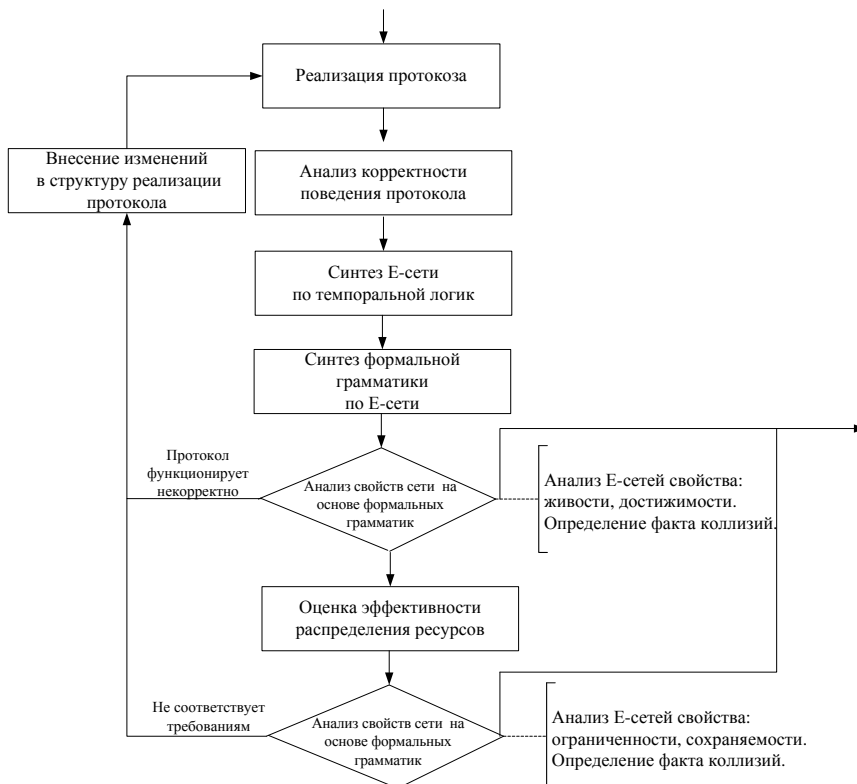 Реализация протокоза
Внесение изменений
в структуру реализации
протокола
Анализ корректности
поведения протокола
Синтез Е-сети
по темпоральной логик
Синтез формальной
грамматики
по Е-сети
Протокол
функционирует
некорректно
Анализ свойств сети на
основе формальных
грамматик
Анализ Е-сетей свойства:
живости, достижимости.
Определение факта коллизий.
Оценка эффективности
распределения ресурсов
Не соответствует
требованиям
Анализ свойств сети на
основе формальных
грамматик
Анализ Е-сетей свойства:
ограниченности, сохраняемости.
Определение факта коллизий.